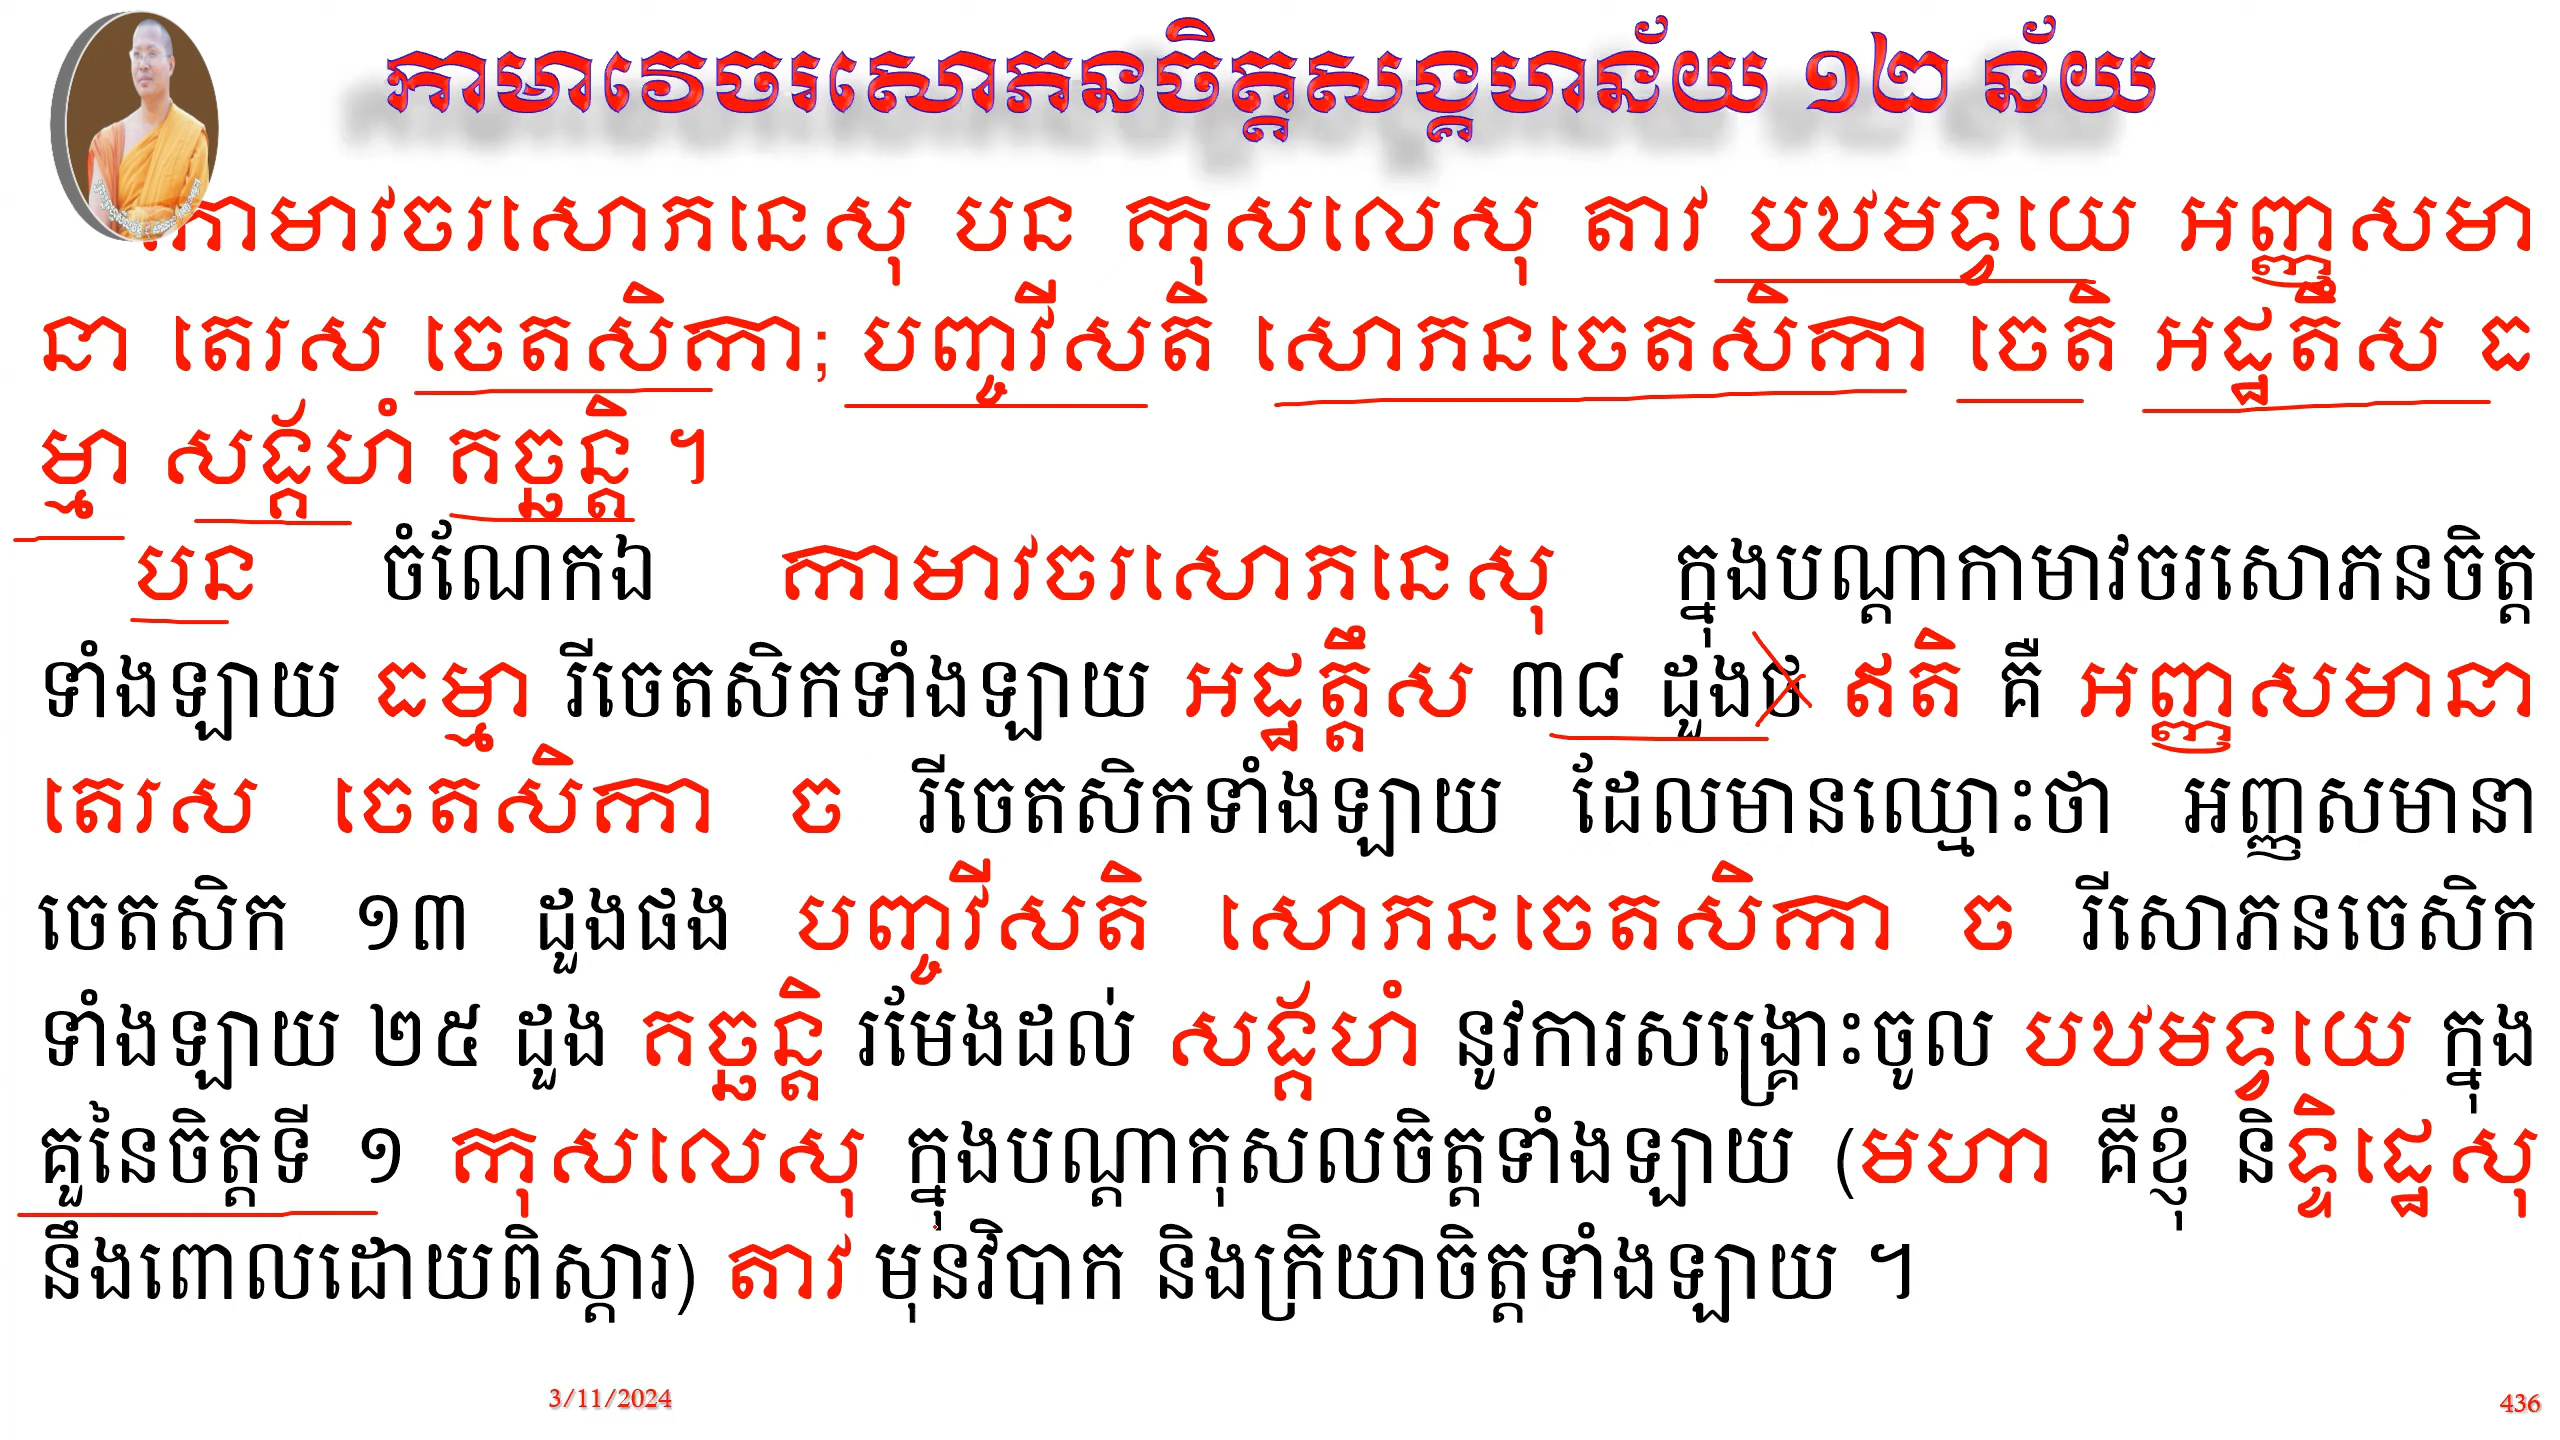 កាមាវេចរសោភនចិត្តសង្គហន័យ ១២ ន័យ
កាមាវចរសោភនេសុ បន កុសលេសុ តាវ បឋមទ្វយេ អញ្ញសមា
នា តេរស ចេតសិកា; បញ្ចវីសតិ សោភនចេតសិកា ចេតិ អដ្ឋតឹស ធ
ម្មា សង្គ័ហំ គច្ឆន្តិ ។
បន ចំណែកឯ កាមាវចរសោភនេសុ ក្នុងបណ្តាកាមាវចរសោភនចិត្ត
ទាំងឡាយ ធម្មា រីចេតសិកទាំងឡាយ អដ្ឋត្តឹស ៣៨ ដួង៨ ឥតិ គឺ អញ្ញសមានា
តេរស ចេតសិកា ច រីចេតសិកទាំងឡាយ ដែលមានឈ្មោះថា អញ្ញសមានា
ចេតសិក ១៣ ដួងផង បញ្ចវីសតិ សោភនចេតសិកា ច រីសោភនចេសិក
ទាំងឡាយ ២៥ ដួង គច្ឆន្តិ រមែងដល់ សង្គ័ហំ នូវការសង្គ្រោះចូល បឋមទ្វយេ ក្នុង
គួនៃចិត្តទី ១ កុសលេសុ ក្នុងបណ្តាកុសលចិត្តទាំងឡាយ (មហា គឺខ្ញុំ និទ្ទិដ្ឋេសុ
នឹងពោលដោយពិស្តារ) តាវ មុនវិបាក និងក្រិយាចិត្តទាំងឡាយ ។
3/11/2024
436